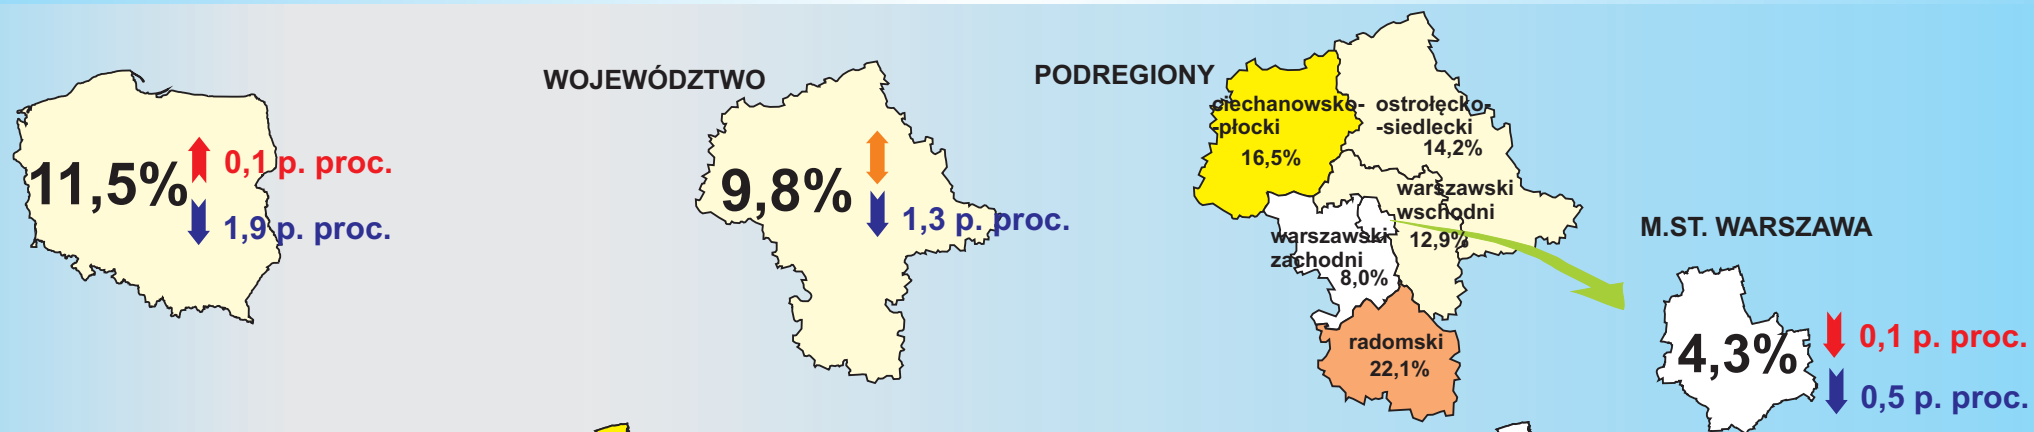 11,5%
0,1 p. proc.
1,9 p. proc.
WOJEWÓDZTWO
9,8%
1,3 p. proc.
PODREGIONY
ciechanowsko-
-płocki
16,5%
ostrołęcko-
-siedlecki
14,2%
warszawski
wschodni
12,9%
warszawski
zachodni
8,0%
radomski
22,1%
M.ST. WARSZAWA
4,3%
0,1 p. proc.
0,5 p. proc.